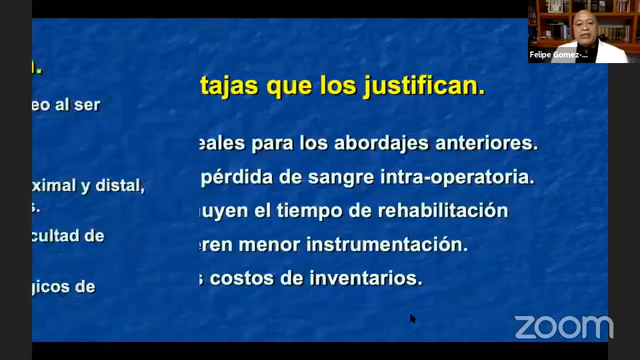 tajas que los justifican.
eales para los abordajes anteriores.
pérdida de sangre intra-operatoria.
uyen el tiempo de rehabilitación
eren menor instrumentación.
s costos de inventarios.
n.
eo al ser
ximal y distal,
s.
cultad de
gicos de
Felipe Gomez-...
zoom